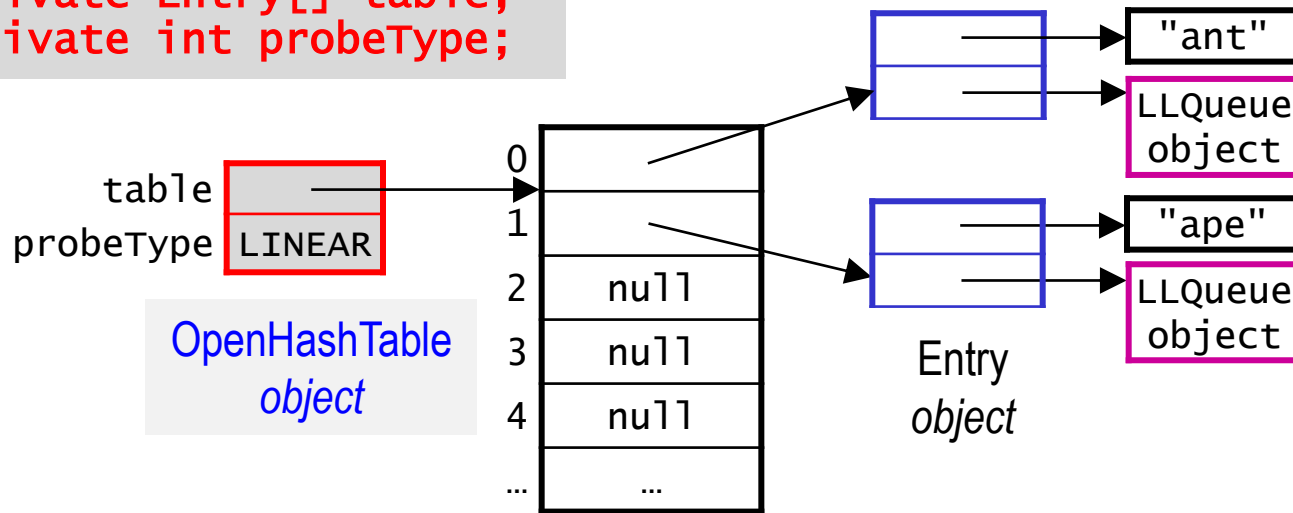 ivate Entry[] table;
ivate int probeType;
"ant"
LLQueue
object
0
table
1
"ape"
probeType LINEAR
2 null
LLQueue
object
OpenHashTable
object
3 null
Entry
object
4 null
... ...